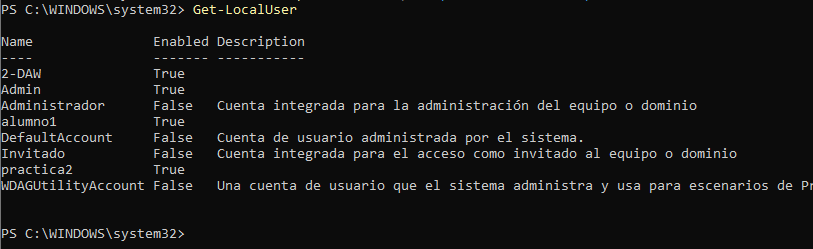 PS C:\WINDOWS\system32> Get-LocalUser
Name Enabled Description
---- ------- -----------
2-DAW True
Admin True
Administrador False Cuenta integrada para la administración del equipo o dominio
alumno1 True
DefaultAccount False Cuenta de usuario administrada por el sistema.
Invitado False Cuenta integrada para el acceso como invitado al equipo o dominio
practica2 True
WDAGUtilityAccount False Una cuenta de usuario que el sistema administra y usa para escenarios de
PS C:\WINDOWS\system32>